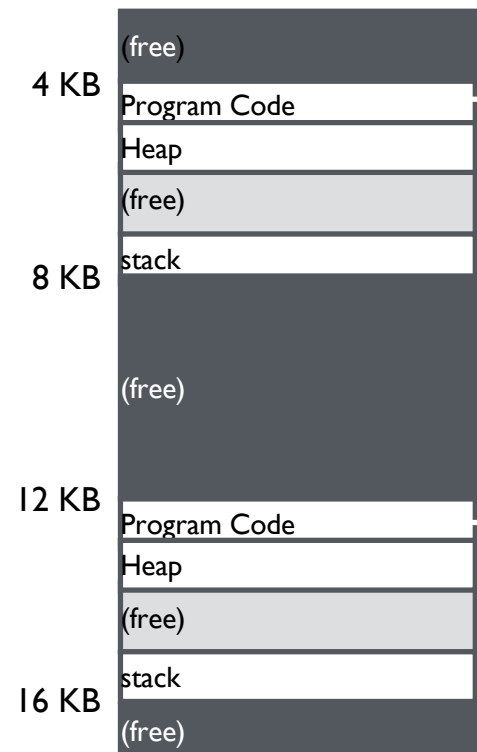 (free)
4 KB
Program Code
Heap
(free)
stack
8 KB
(free)
12 KB
Program Code
Heap
(free)
stack
16 KB
(free)